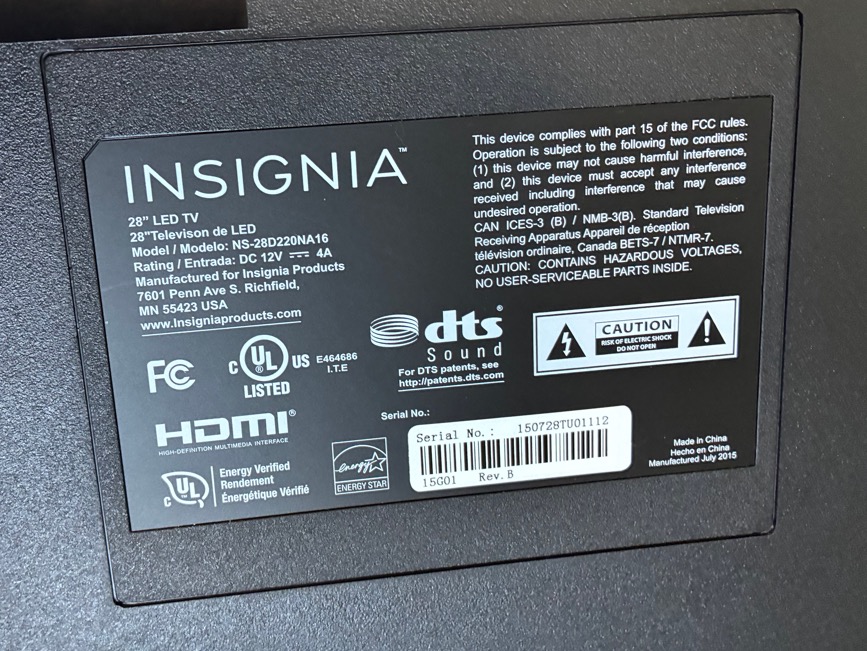 INSIGNIA™
28" LED TV
28"Televison de LED
Model / Modelo: NS-28D220NA16
Rating / Entrada: DC 12V ⎓ 4A
Manufactured for Insignia Products
7601 Penn Ave S. Richfield,
MN 55423 USA
www.Insigniaproducts.com
This device complies with part 15 of the FCC rules.
Operation is subject to the following two conditions:
(1) this device may not cause harmful interference,
and (2) this device must accept any interference
received including interference that may cause
undesired operation.
CAN ICES-3 (B) / NMB-3(B). Standard Television
Receiving Apparatus Appareil de réception
télévision ordinaire, Canada BETS-7 / NTMR-7.
CAUTION: CONTAINS HAZARDOUS VOLTAGES,
NO USER-SERVICEABLE PARTS INSIDE.
FC
C UL® US
LISTED
E464686
I.T.E
dts®
Sound
For DTS patents, see
http://patents.dts.com
CAUTION
RISK OF ELECTRIC SHOCK
DO NOT OPEN
HDMI®
HIGH-DEFINITION MULTIMEDIA INTERFACE
C UL™
Energy Verified
Rendement
Énergétique Vérifié
energy
ENERGY STAR
Serial No.:
Serial No.: 150728TU01112
15G01 Rev.B
Made in China
Hecho en China
Manufactured July 2015